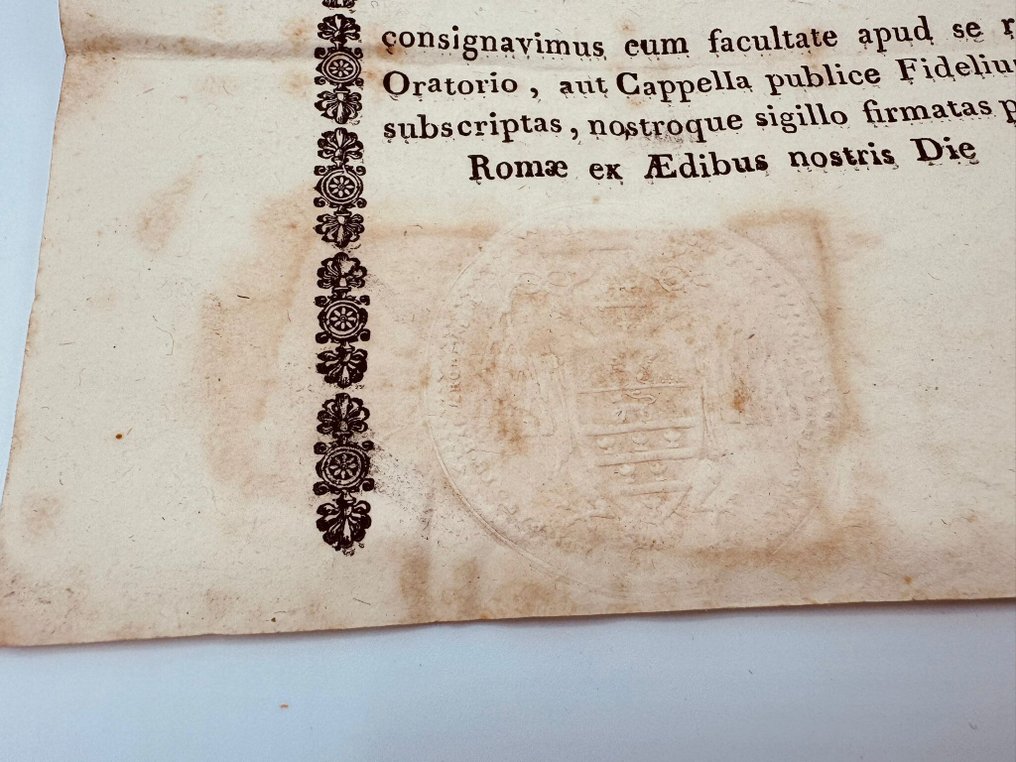 consignavimus cum facultate apud se r
Oratorio, aut Cappella publice Fideliu
subscriptas, nostroque sigillo firmatas p
Romæ ex Ædibus nostris Die